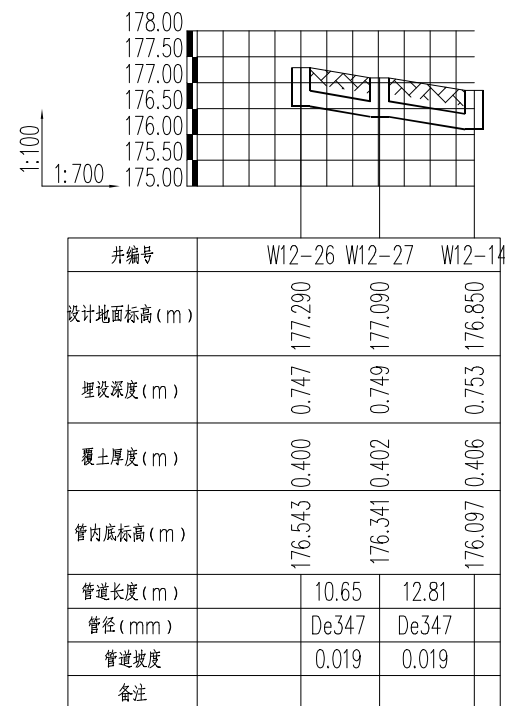 178.00
177.50
177.00
176.50
176.00
175.50
175.00
1:100
1:700
井编号 W12-26 W12-27 W12-14
设计地面标高(m) 177.290 177.090 176.850
埋设深度(m) 0.747 0.749 0.753
覆土厚度(m) 0.400 0.402 0.406
管内底标高(m) 176.543 176.341 176.097
管道长度(m) 10.65 12.81
管径(mm) De347 De347
管道坡度 0.019 0.019
备注